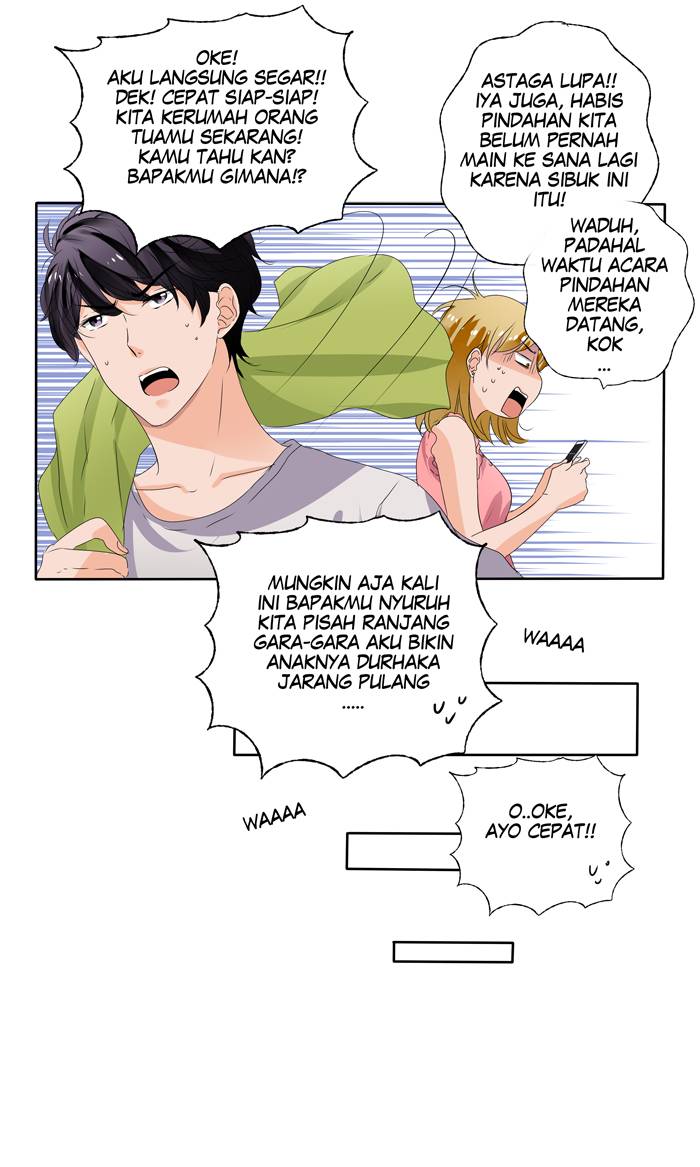 OKE!
AKU LANGSUNG SEGAR!!
DEK! CEPAT SIAP-SIAP!
KITA KERUMAH ORANG
TUAMU SEKARANG!
KAMU TAHU KAN?
BAPAKMU GIMANA!?
ASTAGA LUPA!!
IYA JUGA, HABIS
PINDAHAN KITA
BELUM PERNAH
MAIN KE SANA LAGI
KARENA SIBUK INI
ITU!
WADUH,
PADAHAL
WAKTU ACARA
PINDAHAN
MEREKA
DATANG,
KOK
...
MUNGKIN AJA KALI
INI BAPAKMU NYURUH
KITA PISAH RANJANG
GARA-GARA AKU BIKIN
ANAKNYA DURHAKA
JARANG PULANG
.....
WAAAA
WAAAA
O..OKE,
AYO CEPAT!!